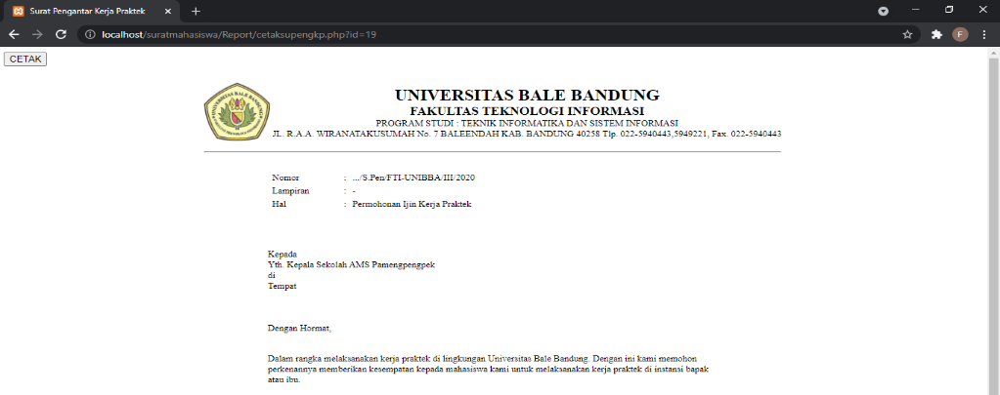 Surat Pengantar Kerja Praktek
localhost/suratmahasiswa/Report/cetaksupengkp.php?id=19
F
CETAK
UNIVERSITAS BALE BANDUNG
FAKULTAS TEKNOLOGI INFORMASI
PROGRAM STUDI : TEKNIK INFORMATIKA DAN SISTEM INFORMASI
JL. R.A.A. WIRANATAKUSUMAH No. 7 BALEENDAH KAB. BANDUNG 40258 Tlp. 022-5940443,5949221, Fax. 022-5940443
Nomor : .../S.Pen/FTI-UNIBBA/III/2020
Lampiran : -
Hal : Permohonan Ijin Kerja Praktek
Kepada
Yth. Kepala Sekolah AMS Pamengpengpek
di
Tempat
Dengan Hormat,
Dalam rangka melaksanakan kerja praktek di lingkungan Universitas Bale Bandung. Dengan ini kami memohon
perkenannya memberikan kesempatan kepada mahasiswa kami untuk melaksanakan kerja praktek di instansi bapak
atau ibu.